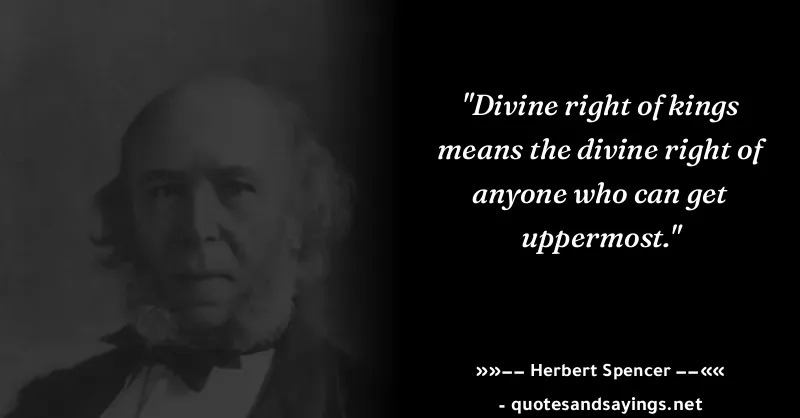 "Divine right of kings
means the divine right of
anyone who can get
uppermost."
»»−− Herbert Spencer −−««
- quotesandsayings.net